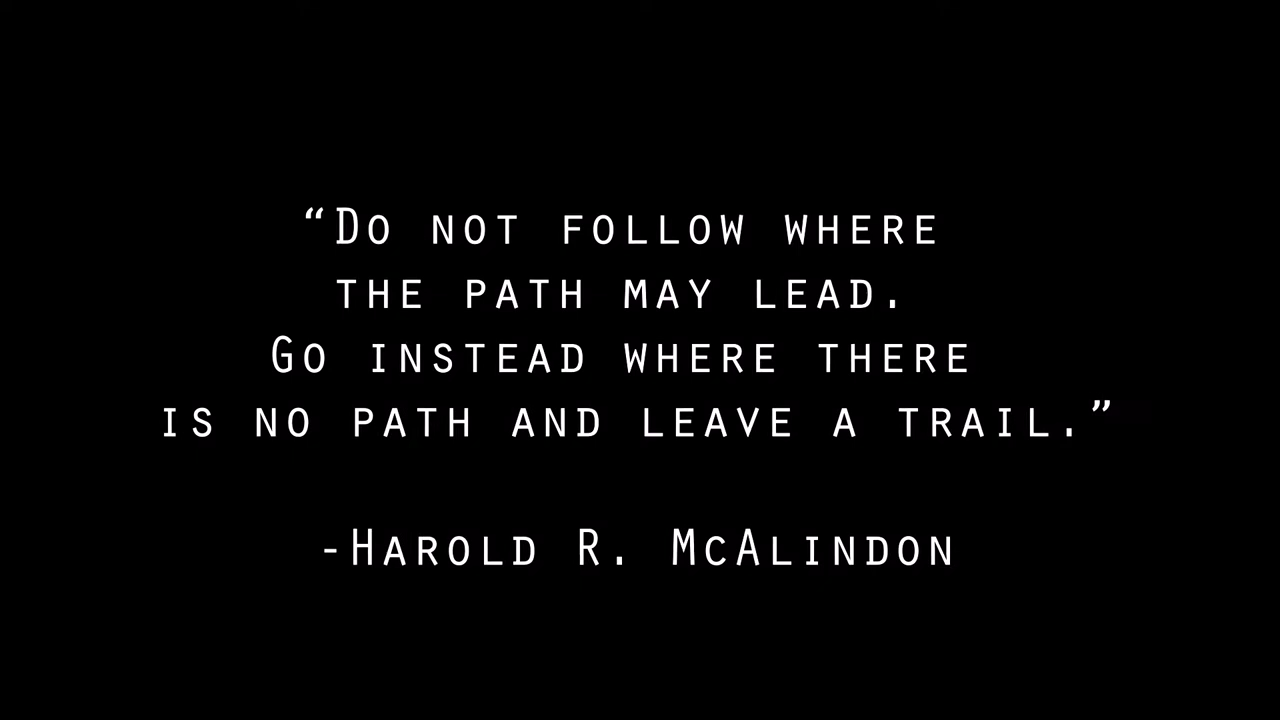 “Do not follow where
the path may lead.
Go instead where there
is no path and leave a trail.”
-Harold R. McAlindon